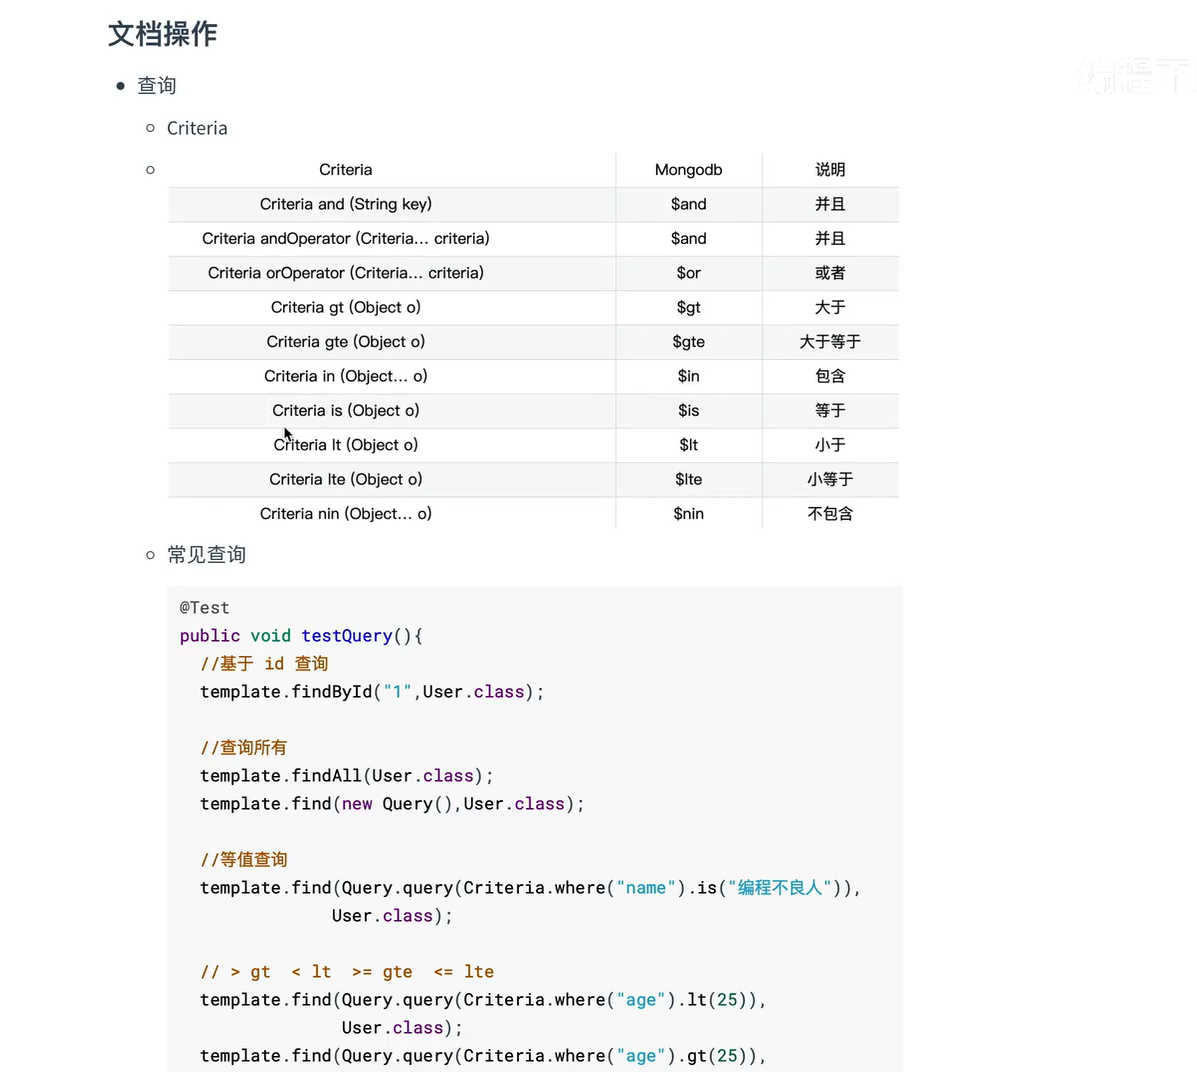 文档操作
查询
Criteria
Criteria Mongodb 说明
Criteria and (String key) $and 并且
Criteria andOperator (Criteria... criteria) $and 并且
Criteria orOperator (Criteria... criteria) $or 或者
Criteria gt (Object o) $gt 大于
Criteria gte (Object o) $gte 大于等于
Criteria in (Object... o) $in 包含
Criteria is (Object o) $is 等于
Criteria lt (Object o) $lt 小于
Criteria lte (Object o) $lte 小等于
Criteria nin (Object... o) $nin 不包含
常见查询
@Test
public void testQuery(){
//基于 id 查询
template.findById("1",User.class);
//查询所有
template.findAll(User.class);
template.find(new Query(),User.class);
//等值查询
template.find(Query.query(Criteria.where("name").is("编程不良人")),
User.class);
// > gt < lt >= gte <= lte
template.find(Query.query(Criteria.where("age").lt(25)),
User.class);
template.find(Query.query(Criteria.where("age").gt(25)),